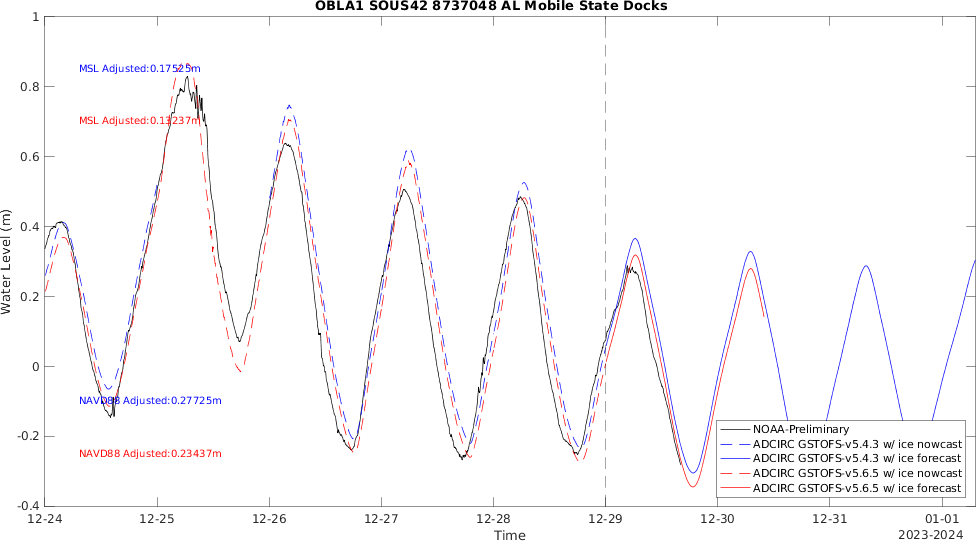 OBLA1 SOUS42 8737048 AL Mobile State Docks
1
0.8
0.6
0.4
0.2
0
-0.2
-0.4
Water Level (m)
MSL Adjusted:0.17525m
MSL Adjusted:0.13237m
NAVD88 Adjusted:0.27725m
NAVD88 Adjusted:0.23437m
NOAA-Preliminary
ADCIRC GSTOFS-v5.4.3 w/ ice nowcast
ADCIRC GSTOFS-v5.4.3 w/ ice forecast
ADCIRC GSTOFS-v5.6.5 w/ ice nowcast
ADCIRC GSTOFS-v5.6.5 w/ ice forecast
12-24 12-25 12-26 12-27 12-28 12-29 12-30 12-31 01-01
Time
2023-2024